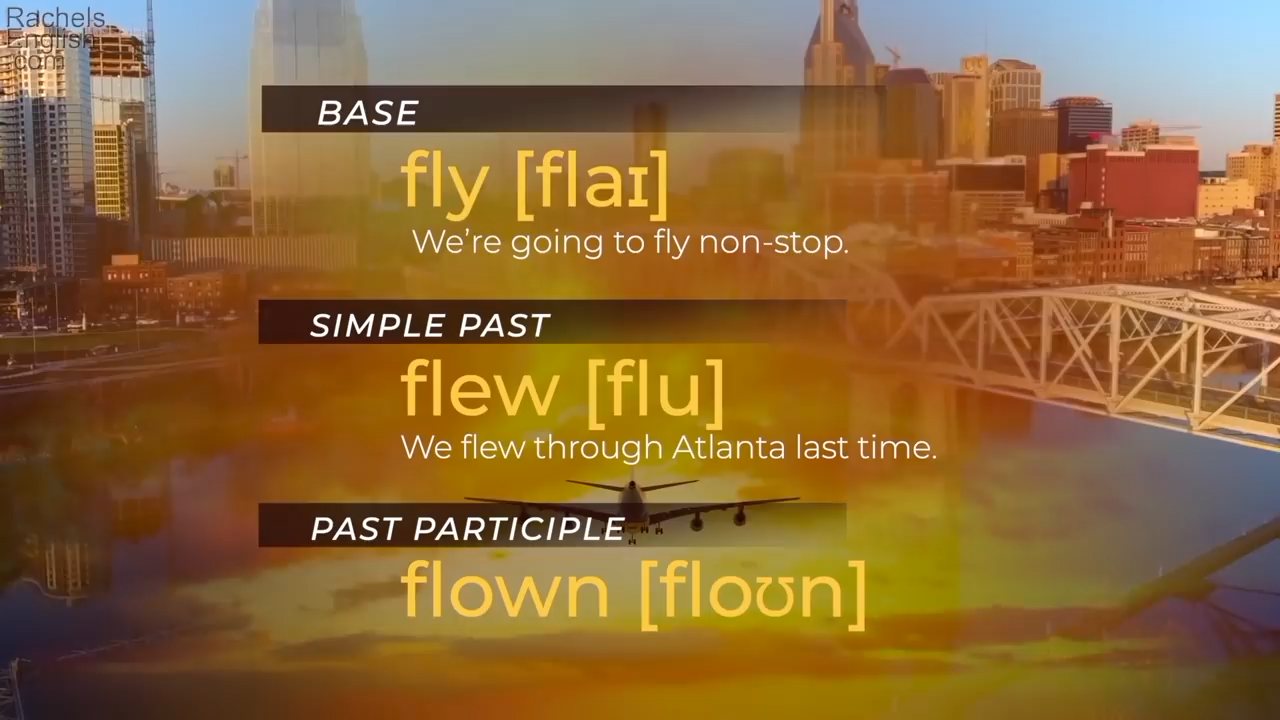 Rachels
English
com
BASE
fly [flaɪ]
We’re going to fly non-stop.
SIMPLE PAST
flew [flu]
We flew through Atlanta last time.
PAST PARTICIPLE
flown [floʊn]